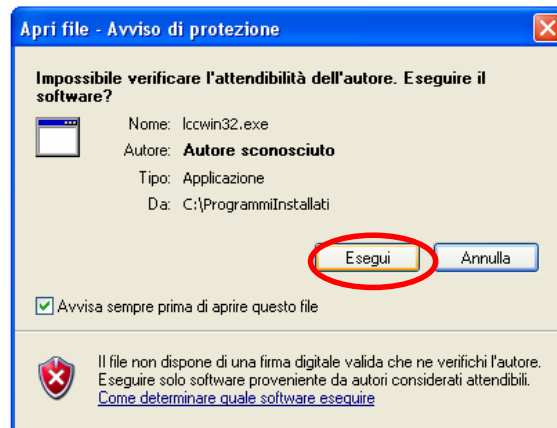 Apri file - Avviso di protezione
Impossibile verificare l'attendibilità dell'autore. Eseguire il
software?
Nome: lccwin32.exe
Autore: Autore sconosciuto
Tipo: Applicazione
Da: C:\ProgrammiInstallati
Esegui Annulla
Avvisa sempre prima di aprire questo file
Il file non dispone di una firma digitale valida che ne verifichi l'autore.
Eseguire solo software proveniente da autori considerati attendibili.
Come determinare quale software eseguire